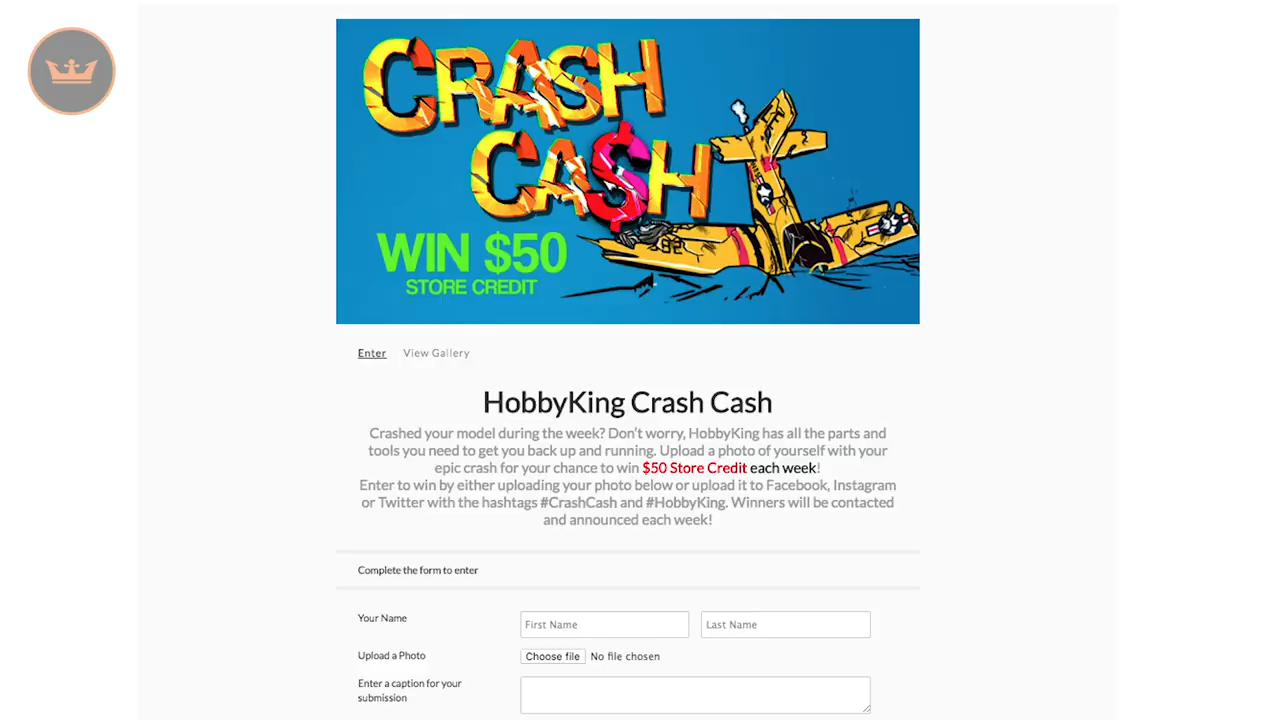 CRASH
CA$H
WIN $50
STORE CREDIT
Enter View Gallery
HobbyKing Crash Cash
Crashed your model during the week? Don't worry, HobbyKing has all the parts and
tools you need to get you back up and running. Upload a photo of yourself with your
epic crash for your chance to win $50 Store Credit each week!
Enter to win by either uploading your photo below or upload it to Facebook, Instagram
or Twitter with the hashtags #CrashCash and #HobbyKing. Winners will be contacted
and announced each week!
Complete the form to enter
Your Name First Name Last Name
Upload a Photo Choose file No file chosen
Enter a caption for your
submission